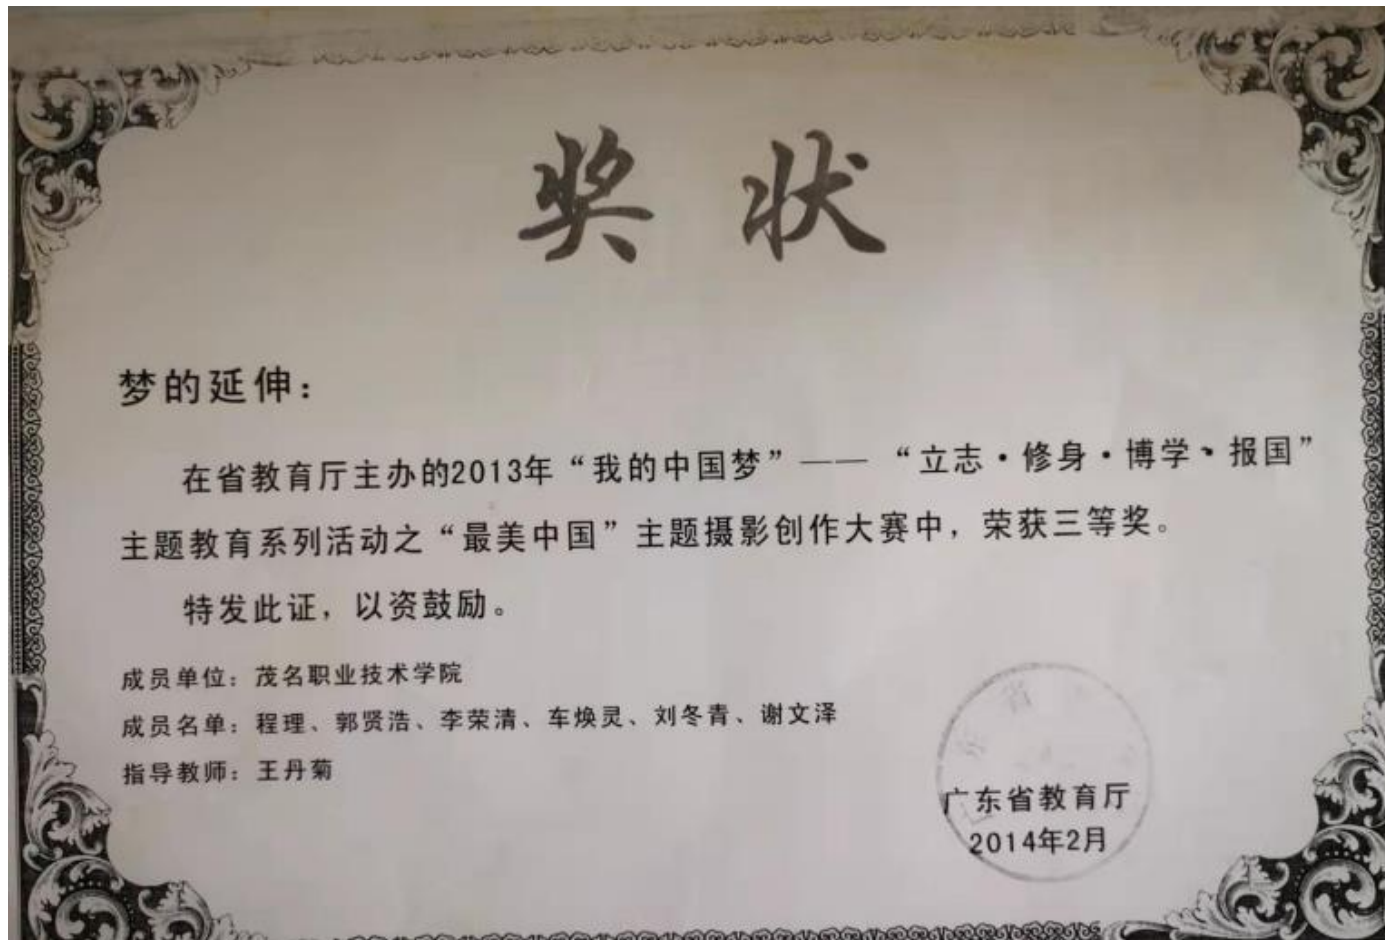 奖 状
梦的延伸：
在省教育厅主办的2013年“我的中国梦”——“立志·修身·博学、报国”
主题教育系列活动之“最美中国”主题摄影创作大赛中，荣获三等奖。
特发此证，以资鼓励。
成员单位：茂名职业技术学院
成员名单：程理、郭贤浩、李荣清、车焕灵、刘冬青、谢文泽
指导教师：王丹菊
广东省教育厅
2014年2月